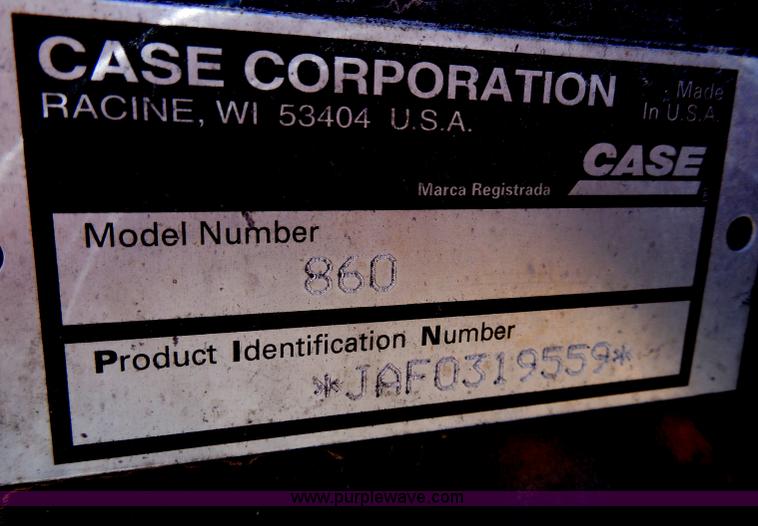 CASE CORPORATION
Made
RACINE, WI 53404 U.S.A.
In U.S.A.
CASE
Marca Registrada
Model Number
860
Product Identification Number
*JAF0319559*
www.purplewave.com